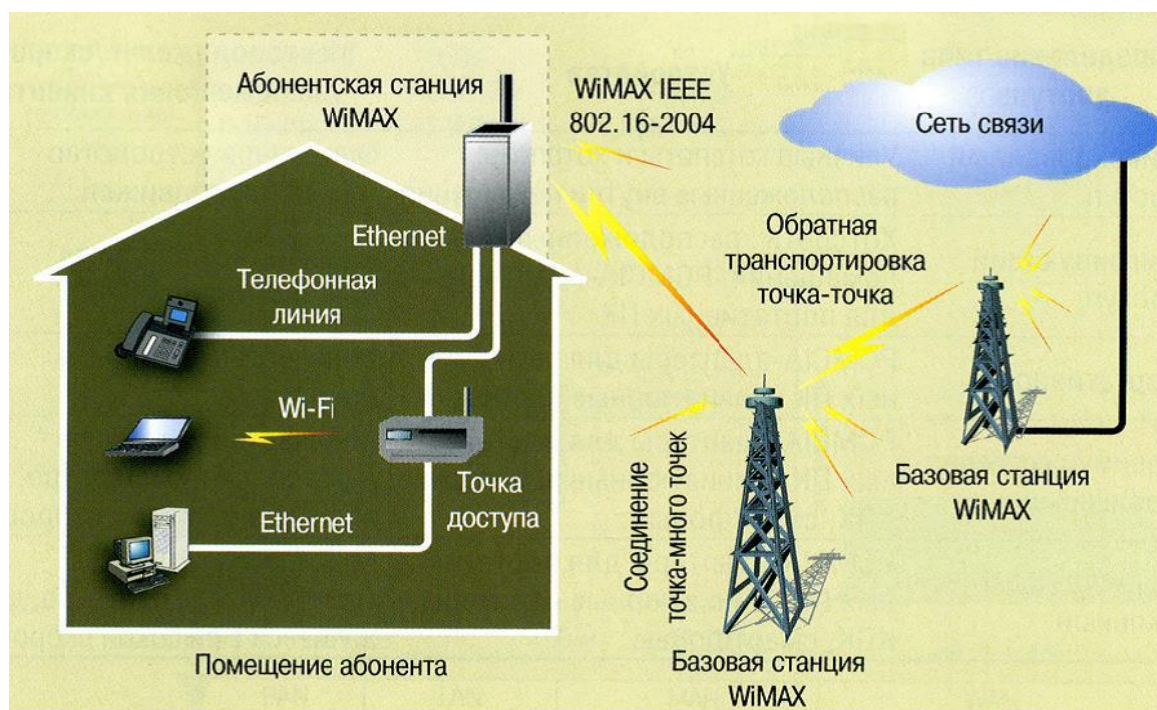 Абонентская станция
WiMAX
WiMAX IEEE
802.16-2004
Сеть связи
Ethernet
Обратная
транспортировка
точка-точка
Телефонная
линия
Wi-Fi
Точка
доступа
Ethernet
Соединение
точка-много точек
Базовая станция
WiMAX
Помещение абонента
Базовая станция
WiMAX